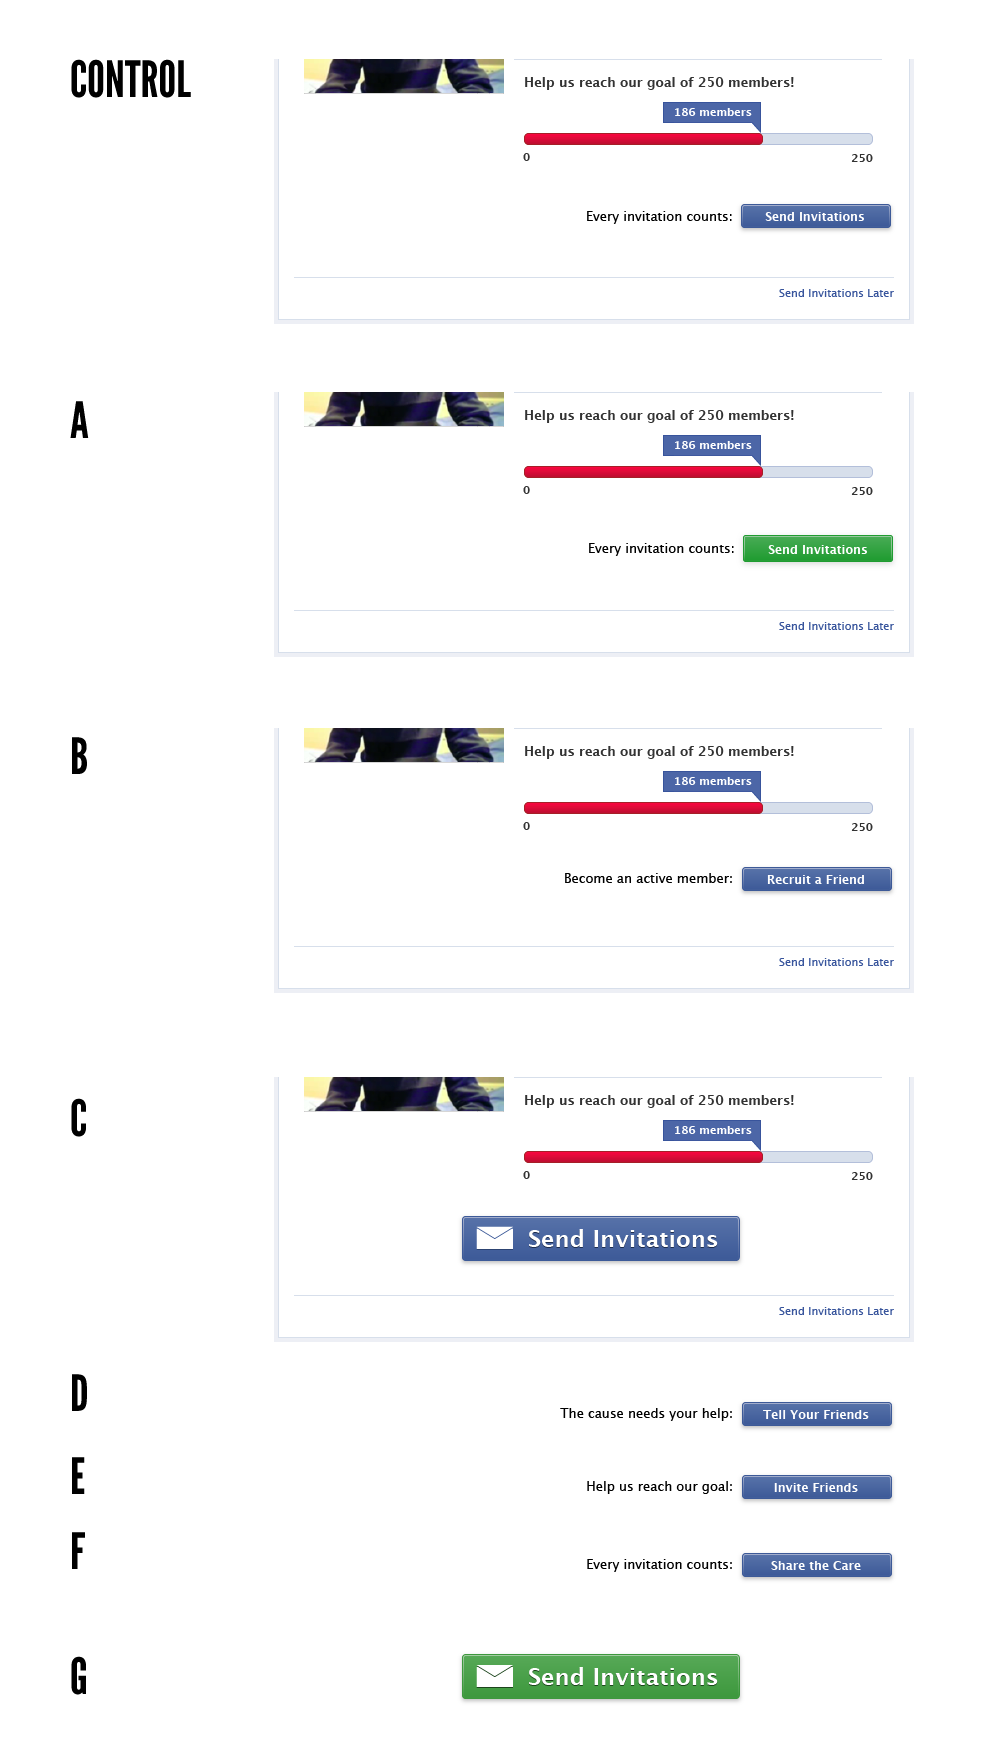 CONTROL
Help us reach our goal of 250 members!
186 members
0 250
Every invitation counts: Send Invitations
Send Invitations Later
A
Help us reach our goal of 250 members!
186 members
0 250
Every invitation counts: Send Invitations
Send Invitations Later
B
Help us reach our goal of 250 members!
186 members
0 250
Become an active member: Recruit a Friend
Send Invitations Later
C
Help us reach our goal of 250 members!
186 members
0 250
Send Invitations
Send Invitations Later
D
The cause needs your help: Tell Your Friends
E
Help us reach our goal: Invite Friends
F
Every invitation counts: Share the Care
G
Send Invitations